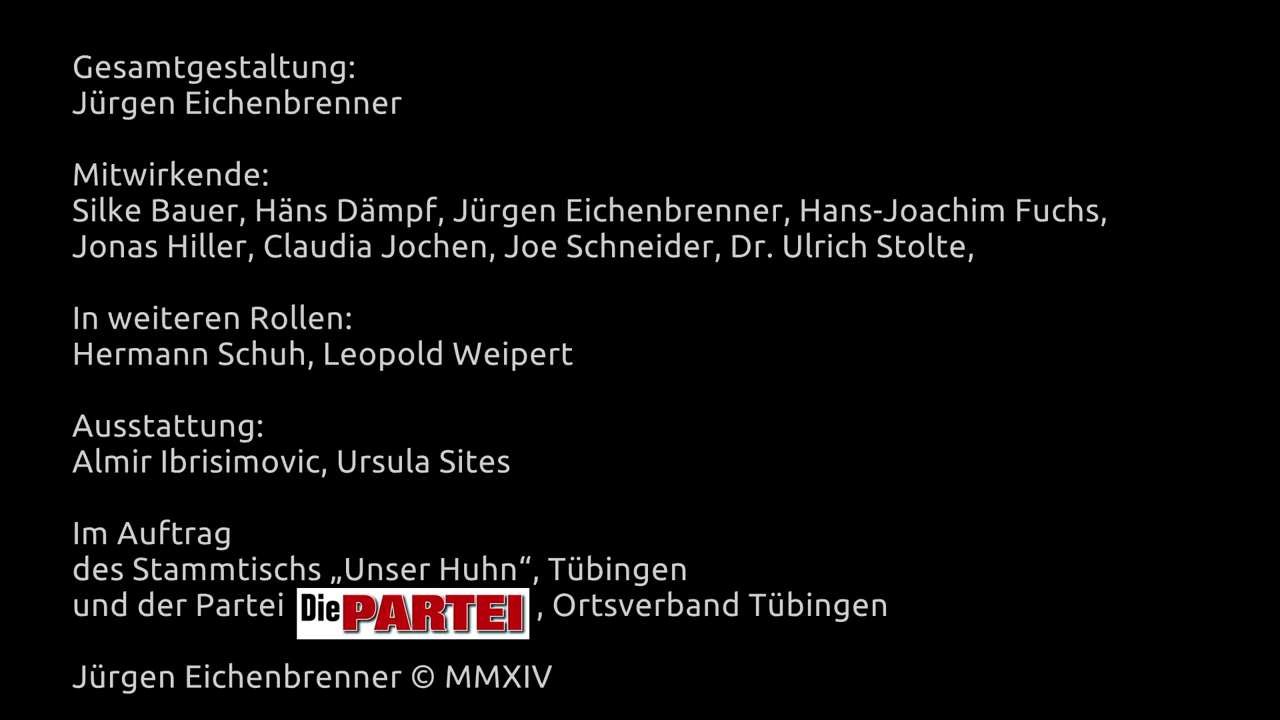 Gesamtgestaltung:
Jürgen Eichenbrenner
Mitwirkende:
Silke Bauer, Häns Dämpf, Jürgen Eichenbrenner, Hans-Joachim Fuchs,
Jonas Hiller, Claudia Jochen, Joe Schneider, Dr. Ulrich Stolte,
In weiteren Rollen:
Hermann Schuh, Leopold Weipert
Ausstattung:
Almir Ibrisimovic, Ursula Sites
Im Auftrag
des Stammtischs „Unser Huhn“, Tübingen
und der Partei Die PARTEI , Ortsverband Tübingen
Jürgen Eichenbrenner © MMXIV